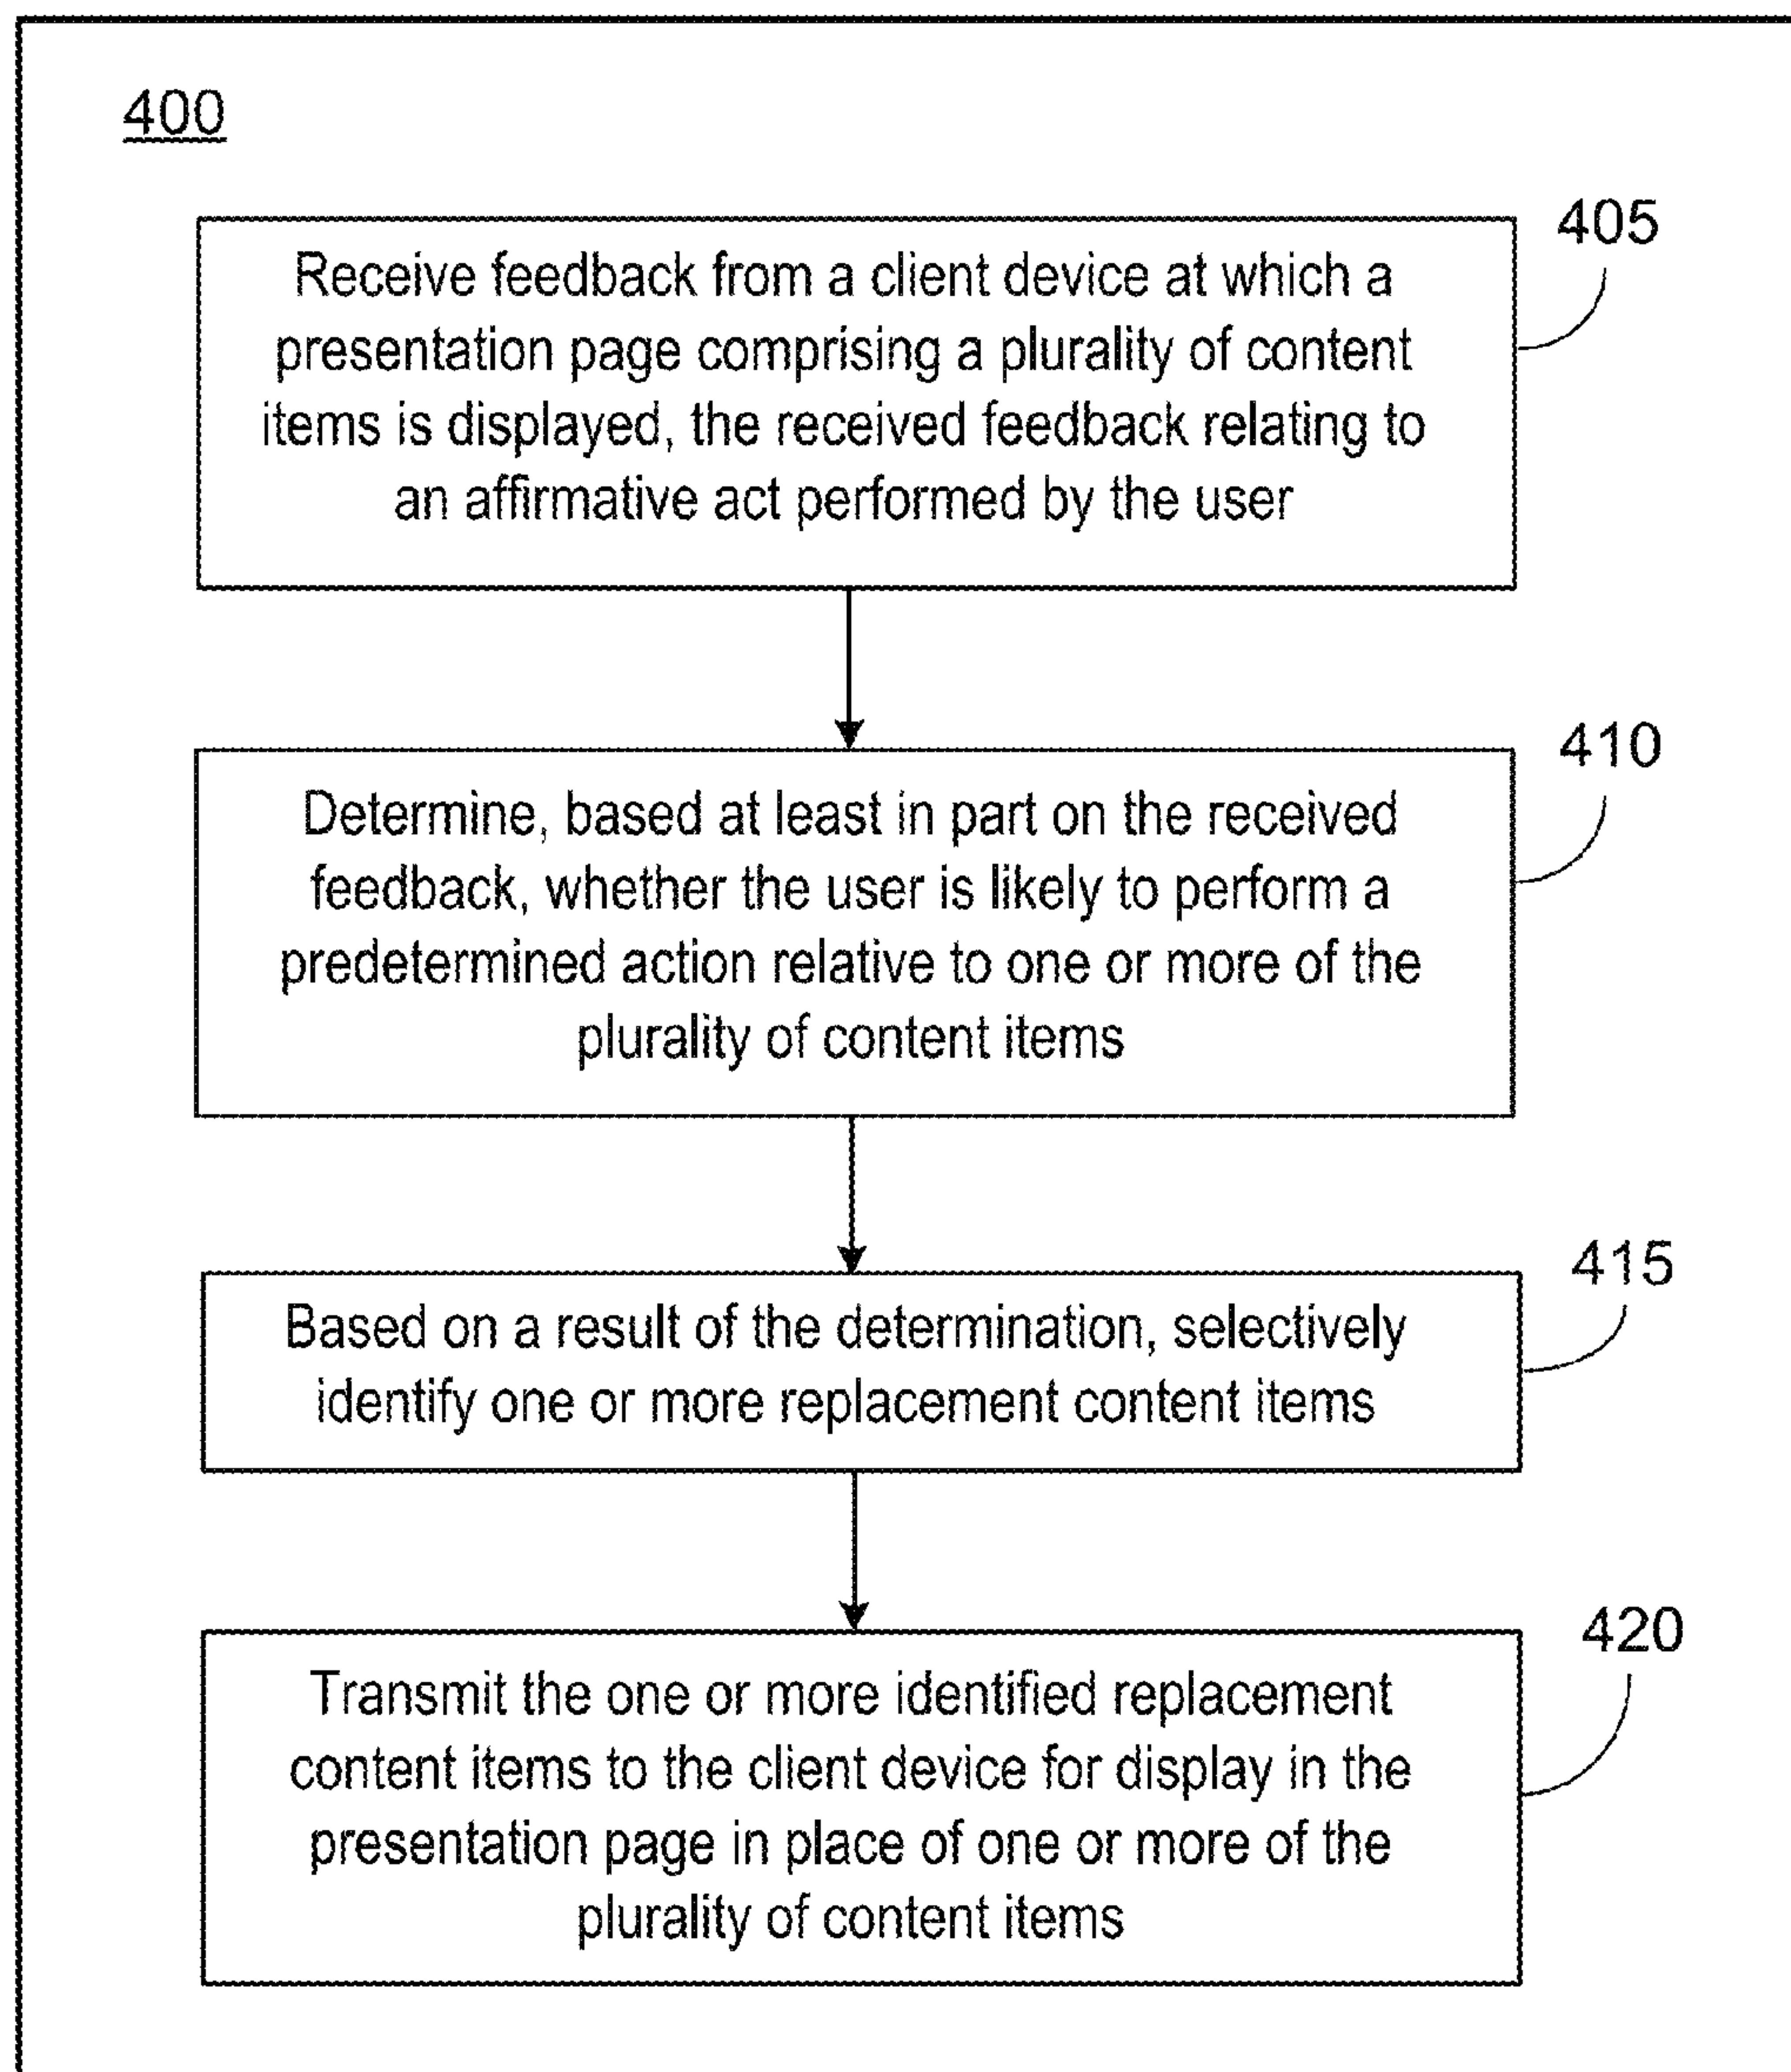 400
405
Receive feedback from a client device at which a
presentation page comprising a plurality of content
items is displayed, the received feedback relating to
an affirmative act performed by the user
410
Determine, based at least in part on the received
feedback, whether the user is likely to perform a
predetermined action relative to one or more of the
plurality of content items
415
Based on a result of the determination, selectively
identify one or more replacement content items
420
Transmit the one or more identified replacement
content items to the client device for display in the
presentation page in place of one or more of the
plurality of content items